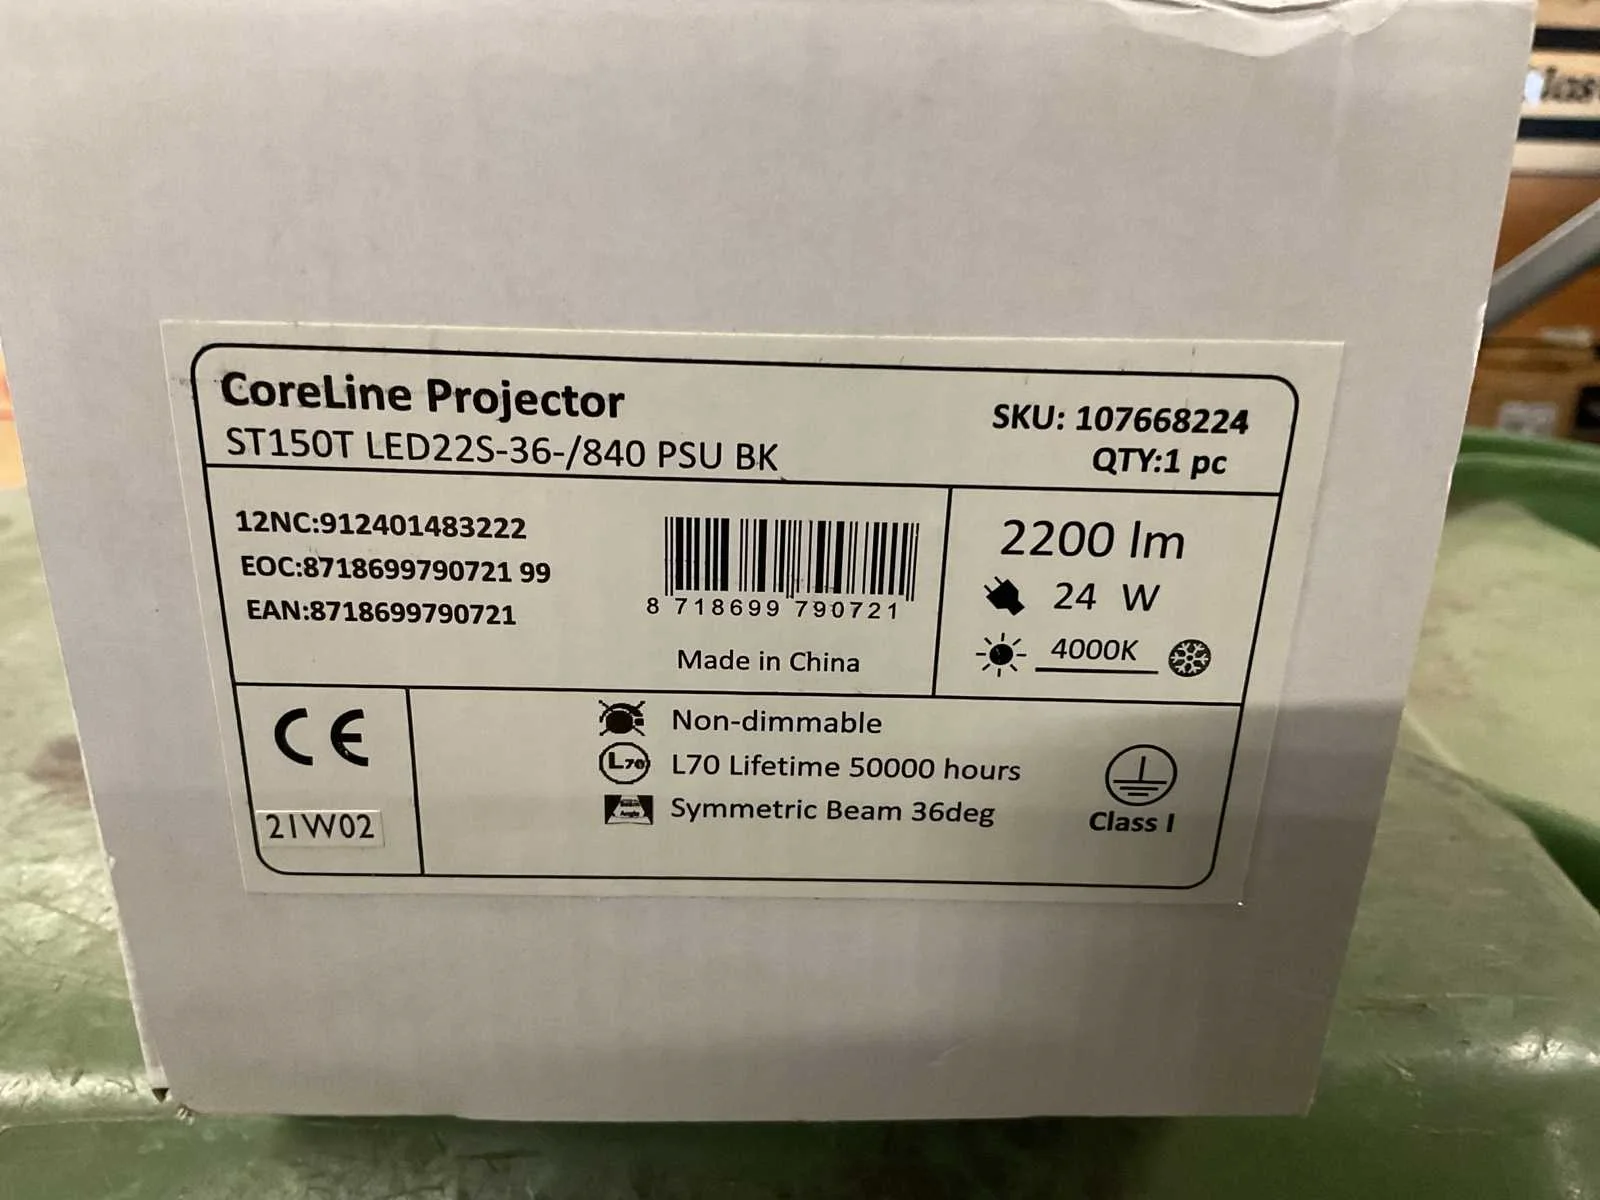 CoreLine Projector
ST150T LED22S-36-/840 PSU BK
SKU: 107668224
QTY:1 pc
12NC:912401483222
EOC:8718699790721 99
EAN:8718699790721
8 718699 790721
Made in China
2200 lm
24 W
4000K
CE
21W02
Non-dimmable
L70
L70 Lifetime 50000 hours
Symmetric Beam 36deg
Class I